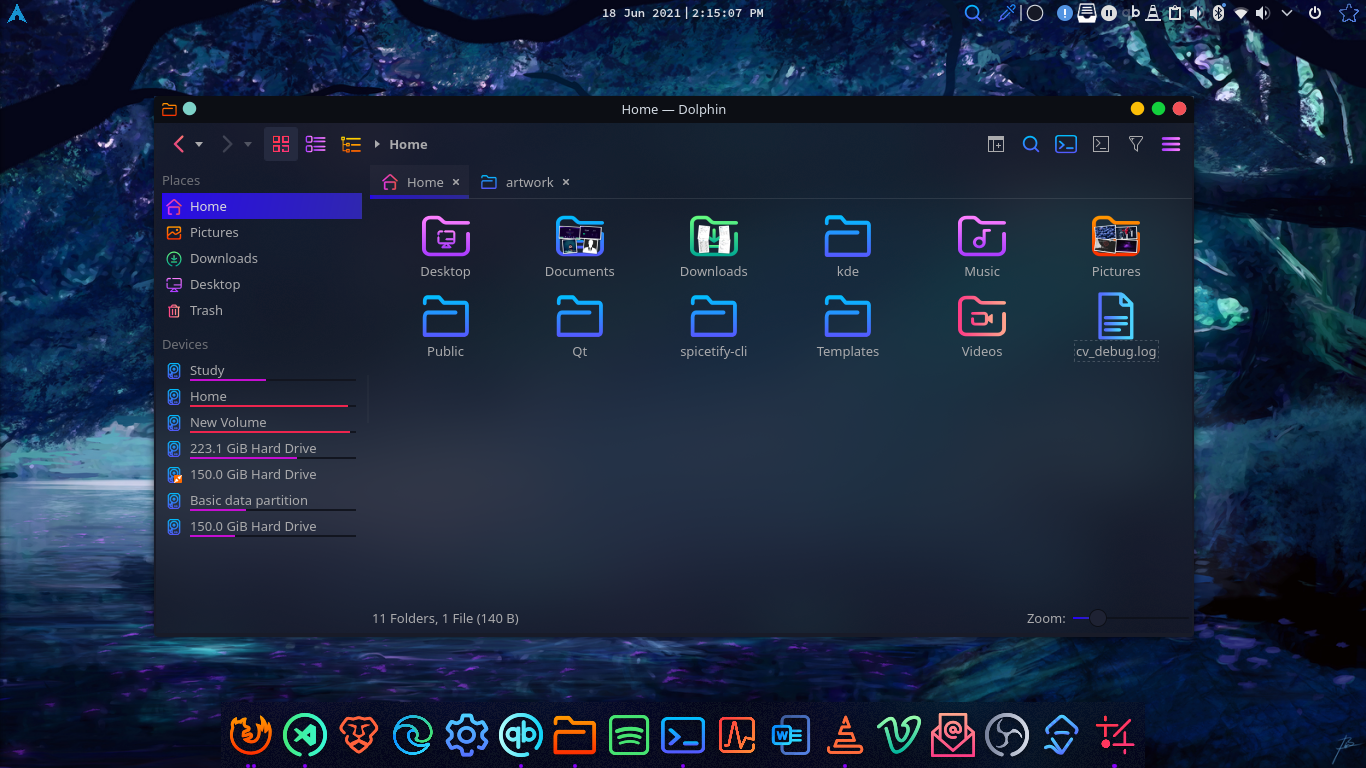 18 Jun 2021|2:15:07 PM
qb
Home — Dolphin
Home
Places
Home
Pictures
Downloads
Desktop
Trash
Devices
Study
Home
New Volume
223.1 GiB Hard Drive
150.0 GiB Hard Drive
Basic data partition
150.0 GiB Hard Drive
Home × artwork ×
Desktop Documents Downloads kde Music Pictures
Public Qt spicetify-cli Templates Videos cv_debug.log
11 Folders, 1 File (140 B) Zoom:
qb W @